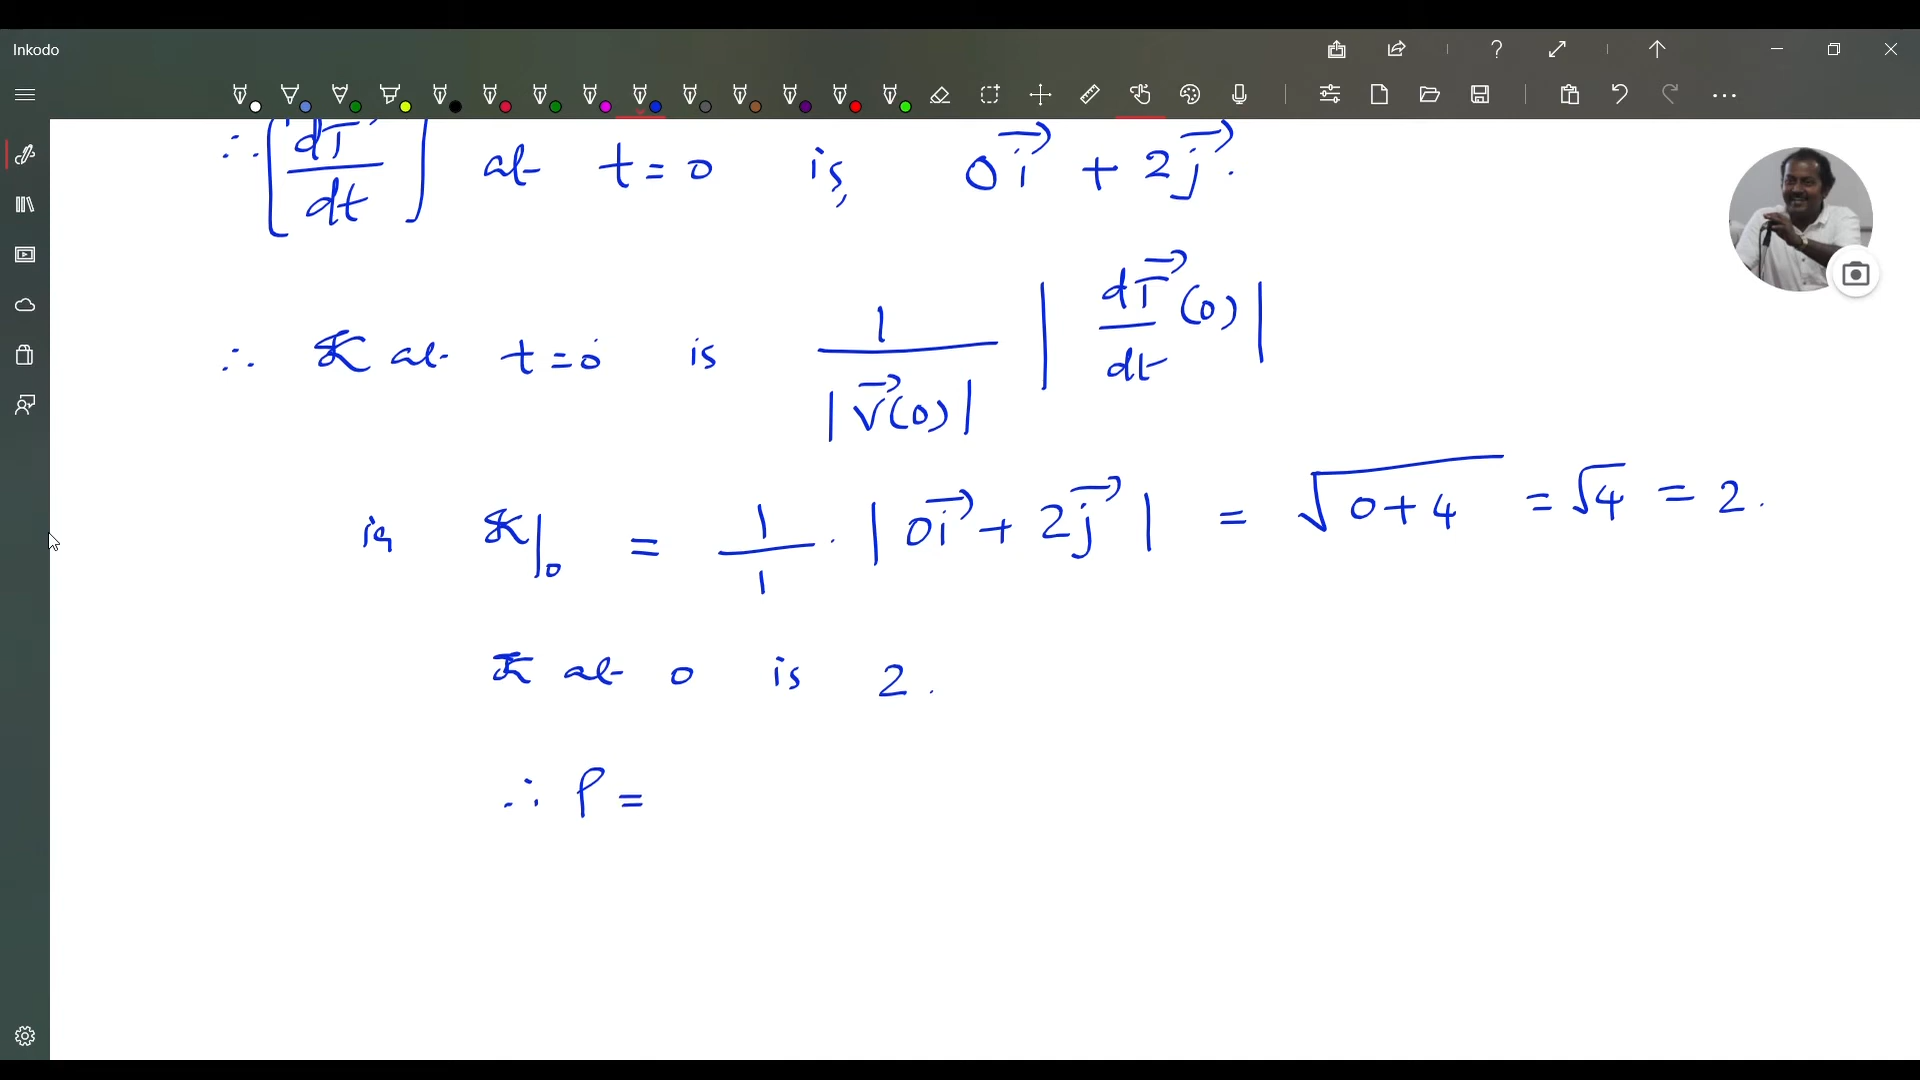 Inkodo
∴ [dT/dt] at t = 0 is, 0i⃗ + 2j⃗.
∴ K at t = 0 is 1/|v⃗(0)| |dT⃗/dt (0)|
is K|₀ = 1/1 . |0i⃗ + 2j⃗| = √(0+4) = √4 = 2.
K at 0 is 2.
∴ ρ =